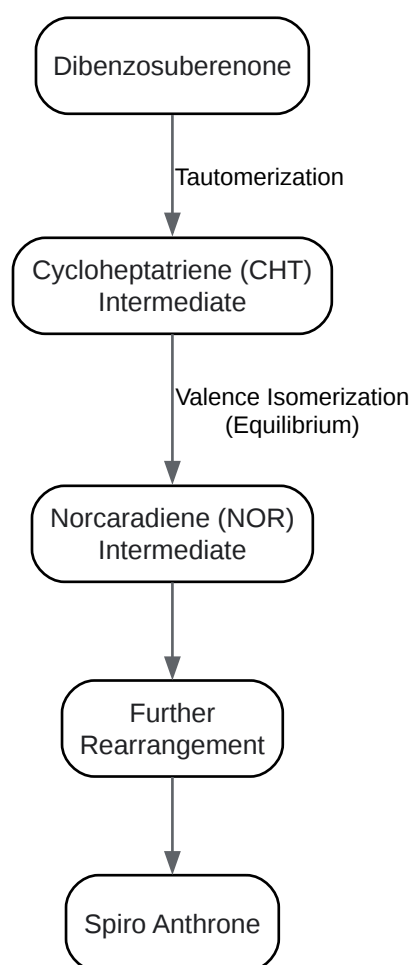 Dibenzosuberenone
Tautomerization
Cycloheptatriene (CHT)
Intermediate
Valence Isomerization
(Equilibrium)
Norcaradiene (NOR)
Intermediate
Further
Rearrangement
Spiro Anthrone